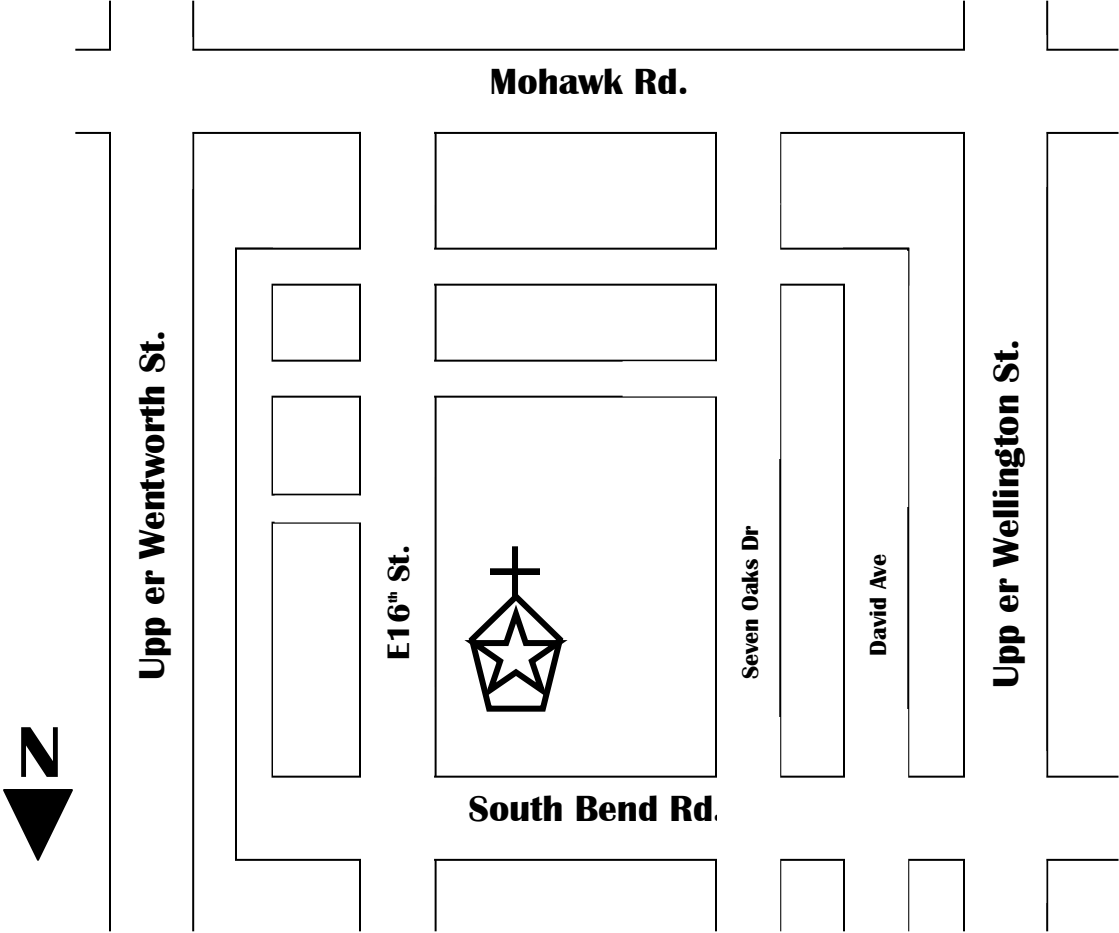 Mohawk Rd.
Upp er Wentworth St.
E16th St.
Seven Oaks Dr
David Ave
Upp er Wellington St.
N
South Bend Rd.